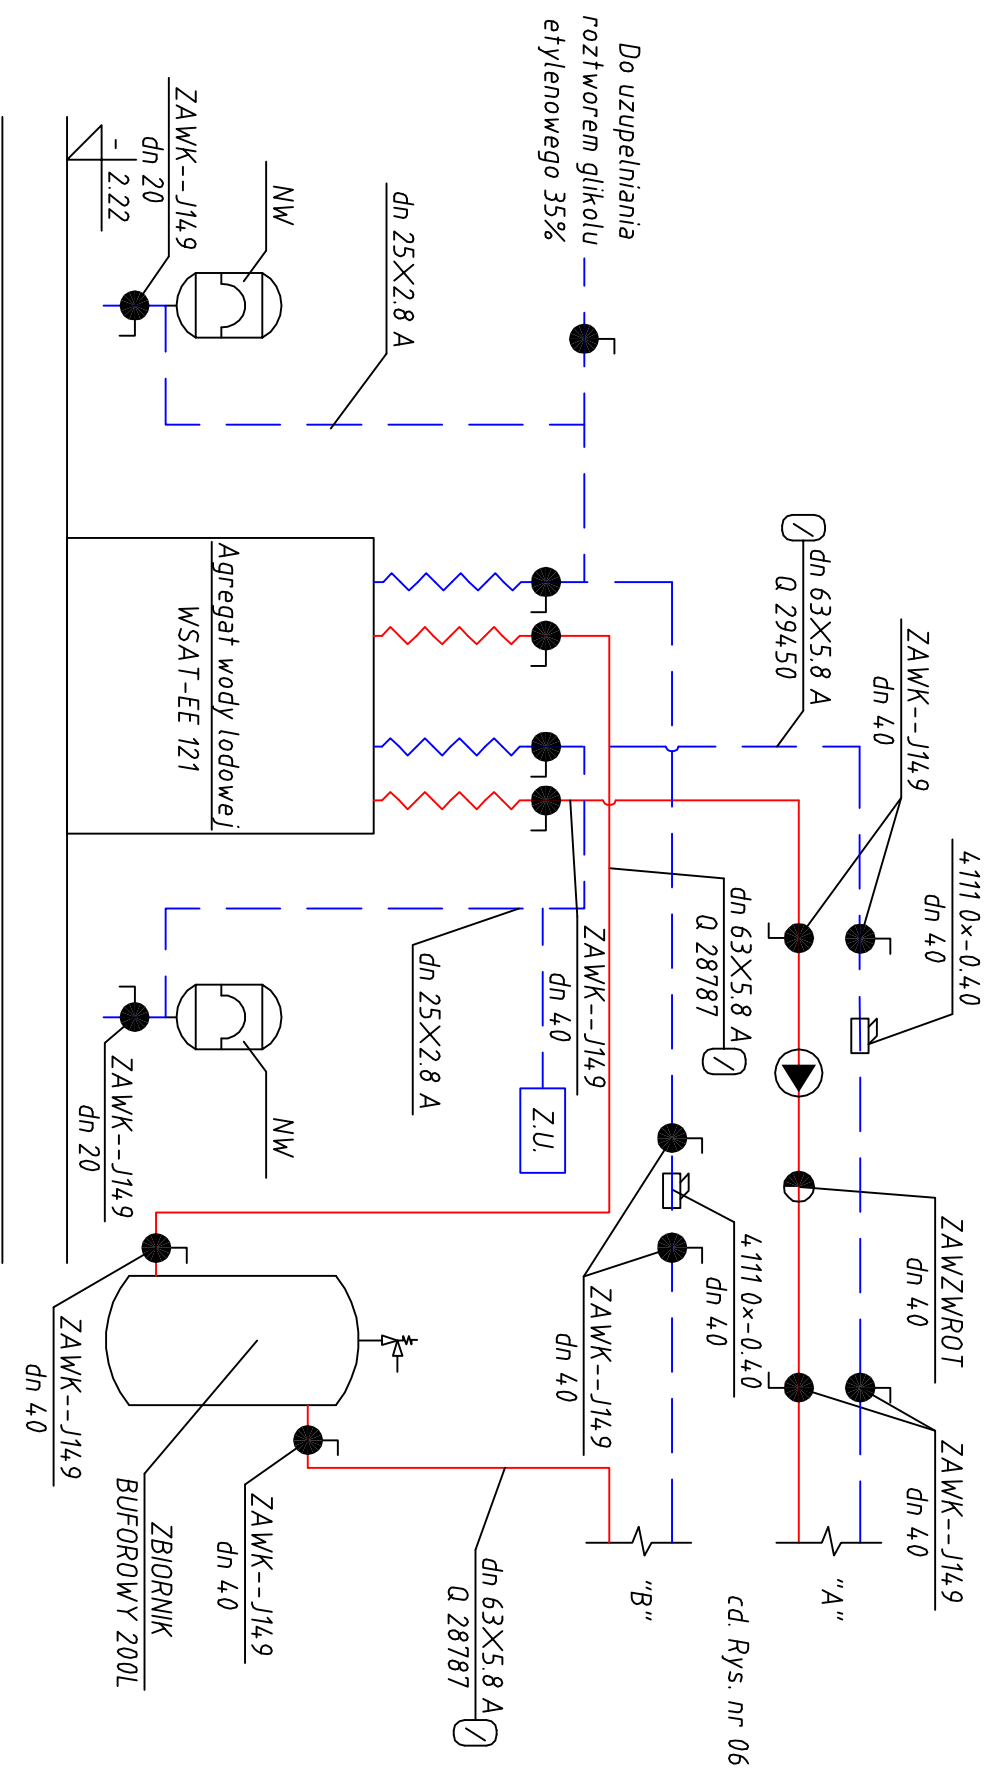 Do uzupelniania
roztworem glikolu
etylenowego 35%
ZAWK--J149
dn 20
- 2.22
NW
dn 25X2.8 A
dn 63X5.8 A
Q 29450
ZAWK--J149
dn 40
4111 0x-0.40
dn 40
Agregat wody lodowej
WSAT-EE 121
dn 63X5.8 A
Q 28787
ZAWK--J149
dn 40
dn 25X2.8 A
Z.U.
NW
ZAWK--J149
dn 20
ZAWZWROT
dn 40
4111 0x-0.40
dn 40
ZAWK--J149
dn 40
ZAWK--J149
dn 40
ZAWK--J149
dn 40
ZAWK--J149
dn 40
ZBIORNIK
BUFOROWY 200L
dn 63X5.8 A
Q 28787
"A"
"B"
cd. Rys. nr 06